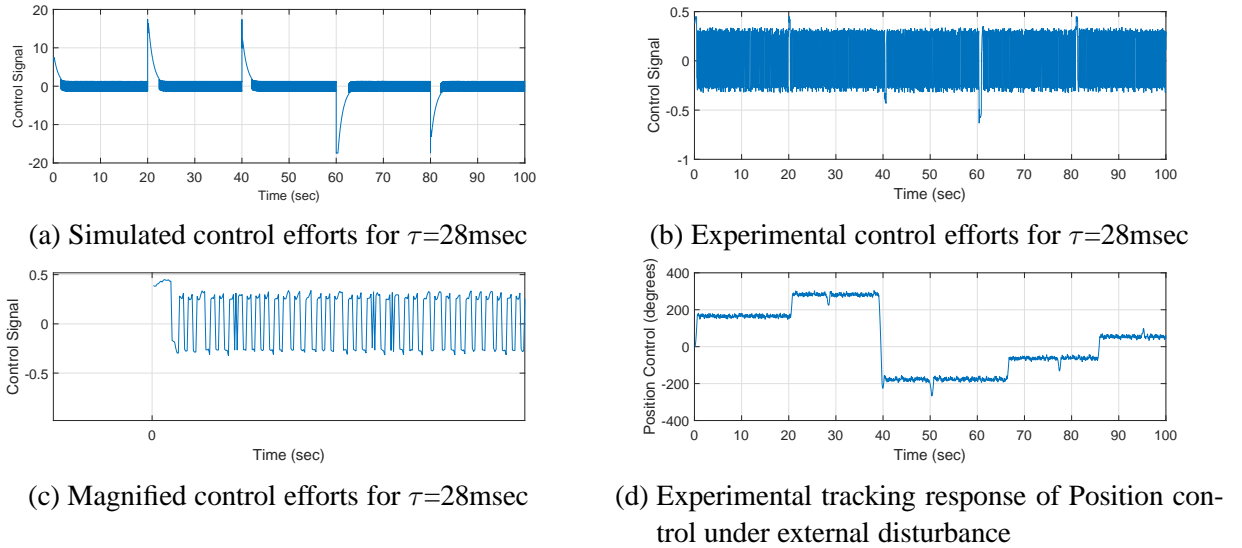 20
10
0
-10
-20
Control Signal
0 10 20 30 40 50 60 70 80 90 100
Time (sec)
(a) Simulated control efforts for τ=28msec
0.5
0
-0.5
-1
Control Signal
0 10 20 30 40 50 60 70 80 90 100
Time (sec)
(b) Experimental control efforts for τ=28msec
0.5
0
-0.5
Control Signal
0
Time (sec)
(c) Magnified control efforts for τ=28msec
400
200
0
-200
-400
Position Control (degrees)
0 10 20 30 40 50 60 70 80 90 100
Time (sec)
(d) Experimental tracking response of Position con-
trol under external disturbance